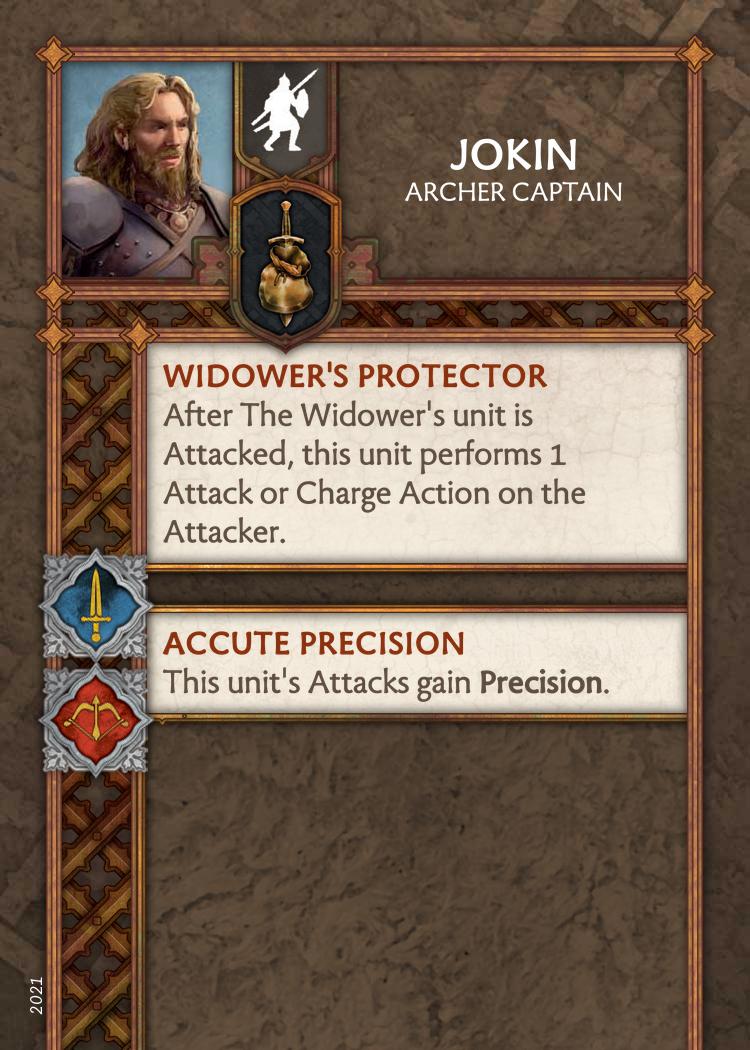 JOKIN
ARCHER CAPTAIN
WIDOWER'S PROTECTOR
After The Widower's unit is
Attacked, this unit performs 1
Attack or Charge Action on the
Attacker.
ACCUTE PRECISION
This unit's Attacks gain Precision.
2021